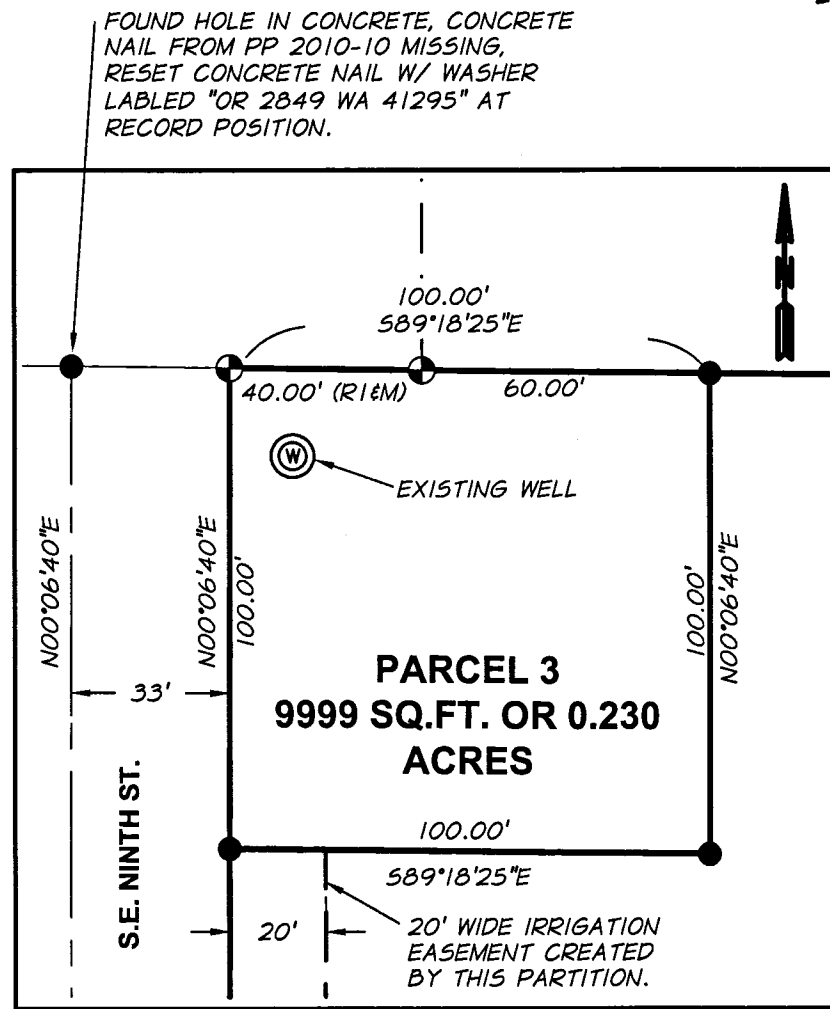 FOUND HOLE IN CONCRETE, CONCRETE
NAIL FROM PP 2010-10 MISSING,
RESET CONCRETE NAIL W/ WASHER
LABLED "OR 2849 WA 41295" AT
RECORD POSITION.
N
100.00'
S89°18'25"E
40.00' (R1&M)
60.00'
W
EXISTING WELL
N00°06'40"E
N00°06'40"E
100.00'
100.00'
N00°06'40"E
33'
PARCEL 3
9999 SQ.FT. OR 0.230
ACRES
S.E. NINTH ST.
100.00'
S89°18'25"E
20'
20' WIDE IRRIGATION
EASEMENT CREATED
BY THIS PARTITION.